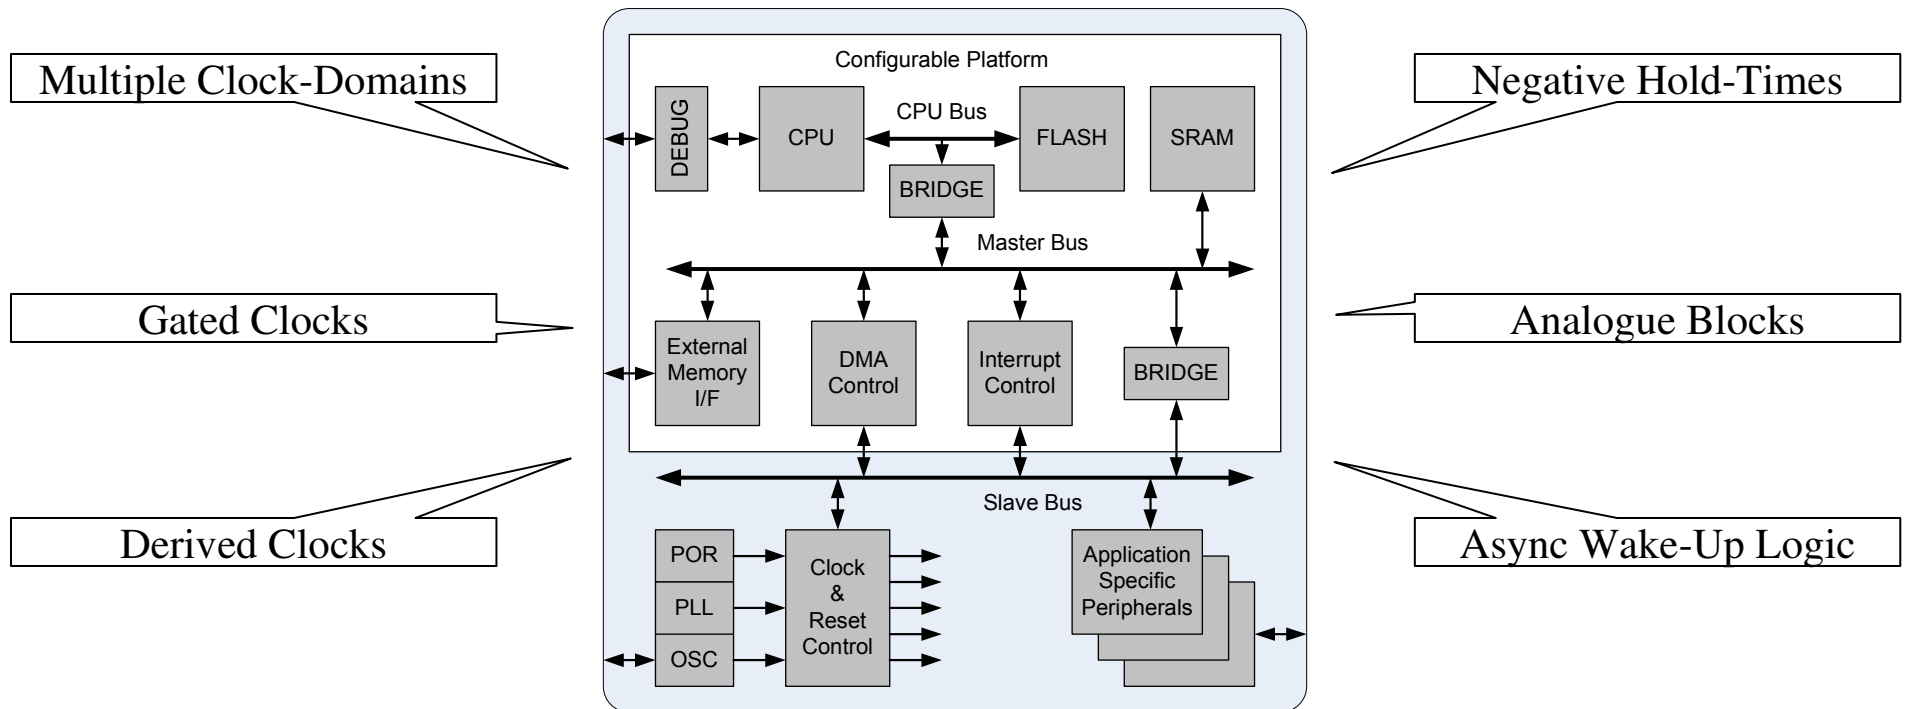 Configurable Platform
Multiple Clock-Domains
Negative Hold-Times
DEBUG
CPU
CPU Bus
FLASH
SRAM
BRIDGE
Master Bus
Gated Clocks
Analogue Blocks
External
Memory
I/F
DMA
Control
Interrupt
Control
BRIDGE
Slave Bus
Derived Clocks
Async Wake-Up Logic
POR
PLL
OSC
Clock
&
Reset
Control
Application
Specific
Peripherals